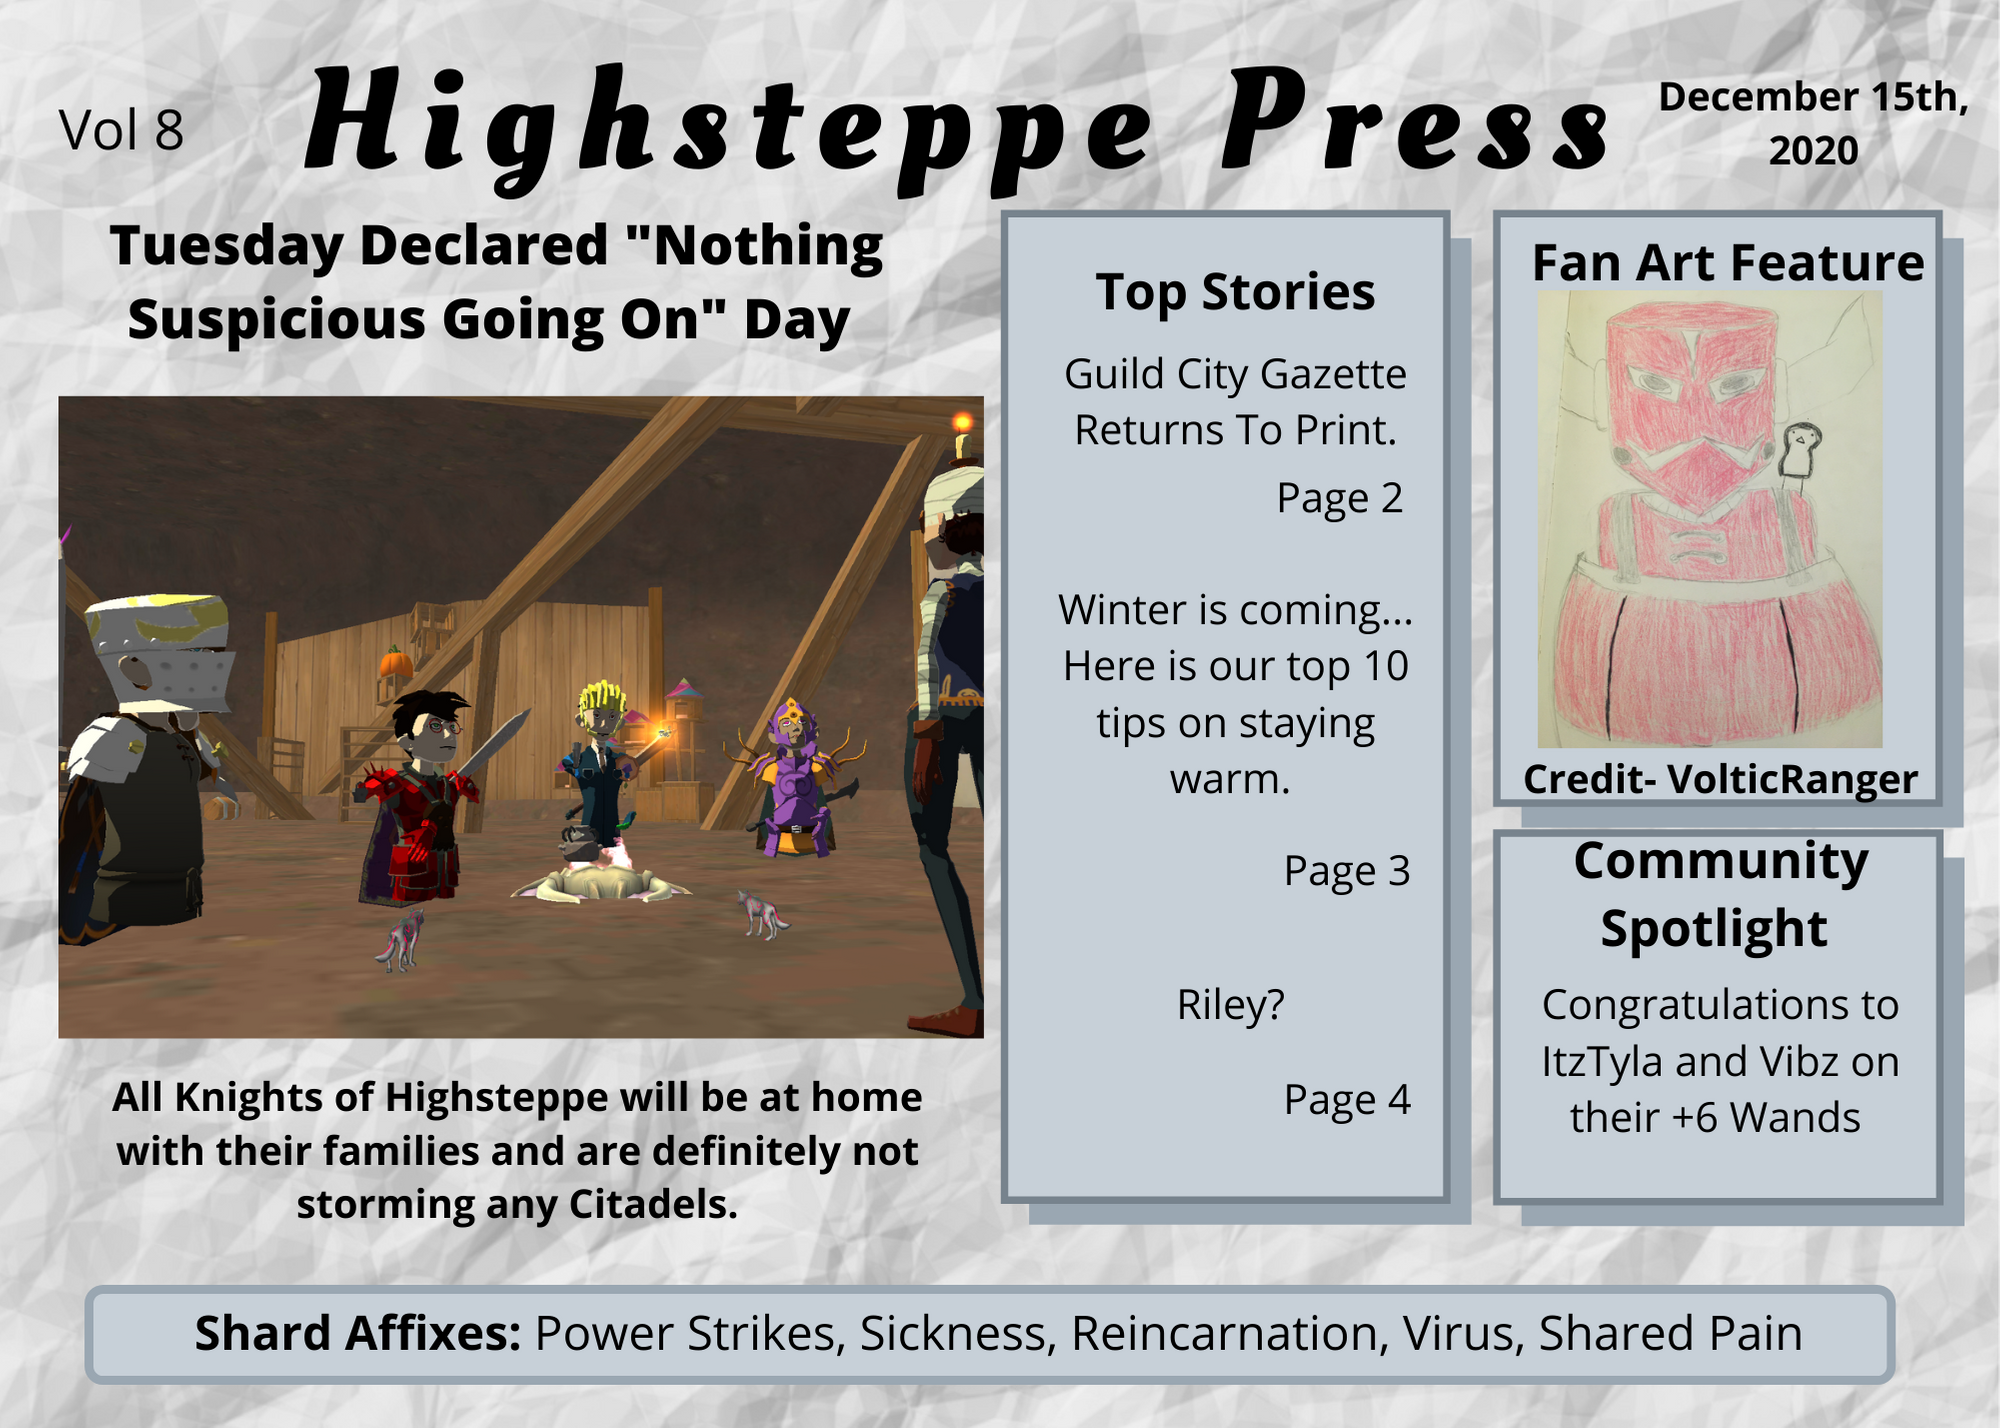 Vol 8
Highsteppe Press
December 15th,
2020
Tuesday Declared "Nothing
Suspicious Going On" Day
All Knights of Highsteppe will be at home
with their families and are definitely not
storming any Citadels.
Top Stories
Guild City Gazette
Returns To Print.
Page 2
Winter is coming...
Here is our top 10
tips on staying
warm.
Page 3
Riley?
Page 4
Fan Art Feature
Credit- VolticRanger
Community
Spotlight
Congratulations to
ItzTyla and Vibz on
their +6 Wands
Shard Affixes: Power Strikes, Sickness, Reincarnation, Virus, Shared Pain